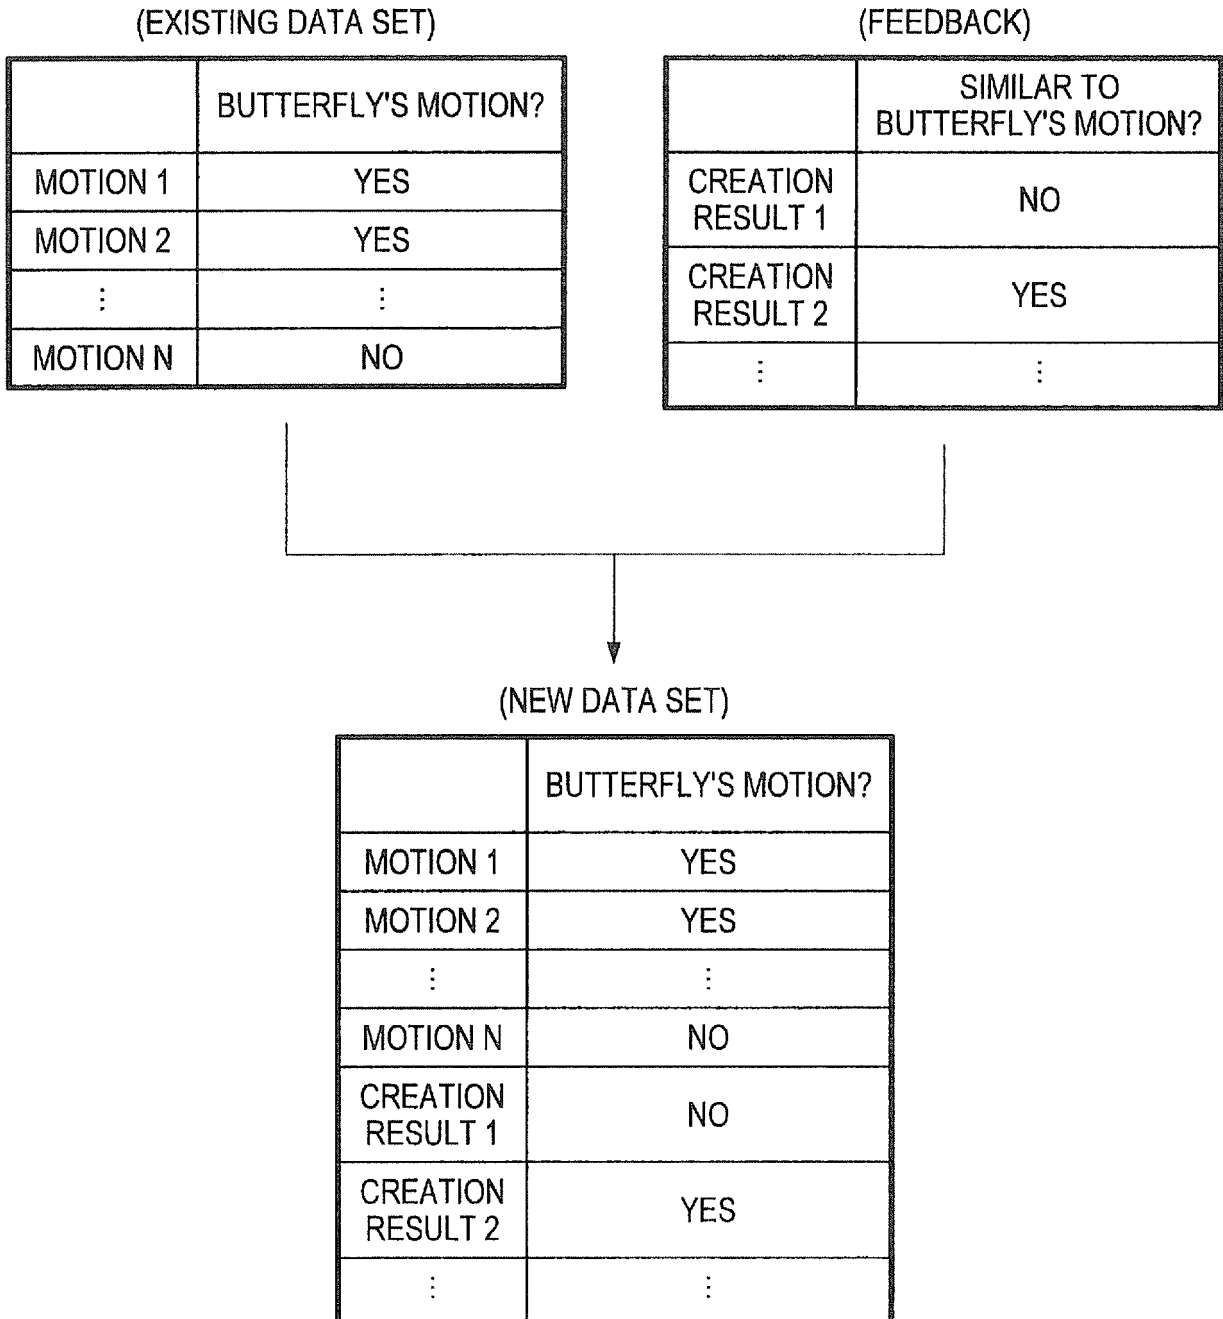 (EXISTING DATA SET)
BUTTERFLY'S MOTION?
MOTION 1 YES
MOTION 2 YES
⋮ ⋮
MOTION N NO
(FEEDBACK)
SIMILAR TO
BUTTERFLY'S MOTION?
CREATION
RESULT 1
NO
CREATION
RESULT 2
YES
⋮ ⋮
(NEW DATA SET)
BUTTERFLY'S MOTION?
MOTION 1 YES
MOTION 2 YES
⋮ ⋮
MOTION N NO
CREATION
RESULT 1
NO
CREATION
RESULT 2
YES
⋮ ⋮